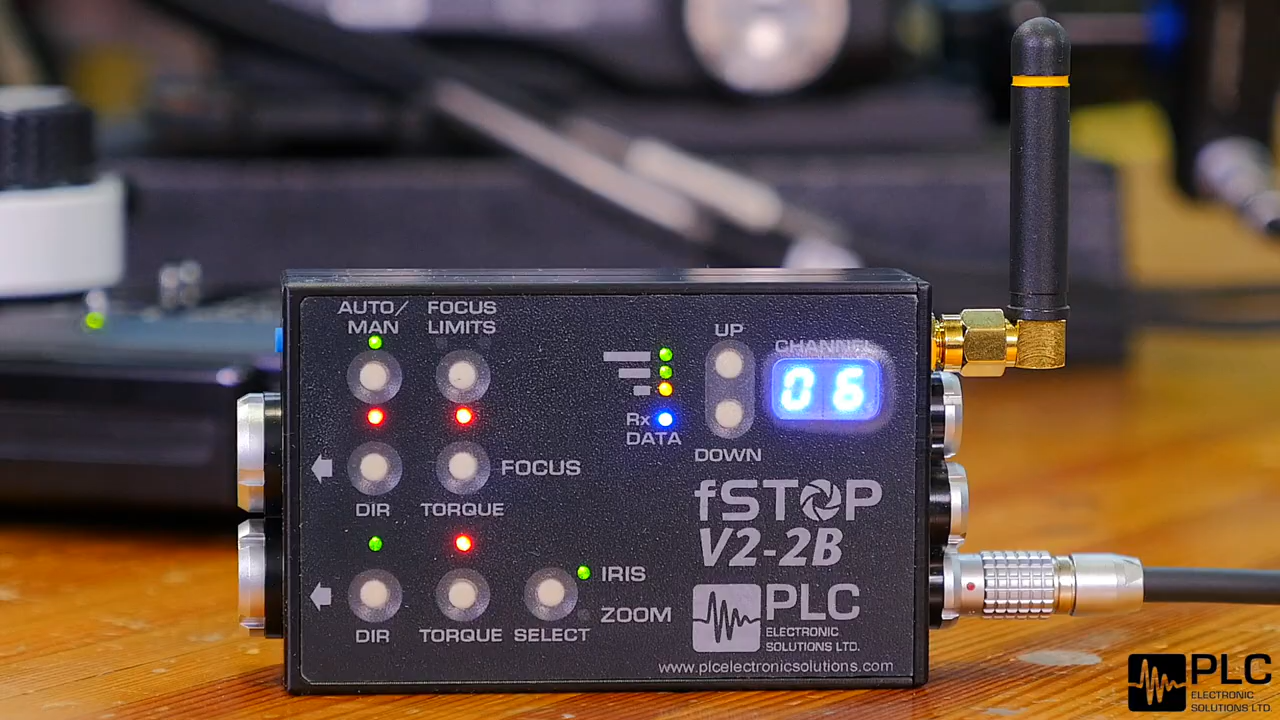 AUTO/
MAN
FOCUS
LIMITS
UP
CHANNEL
06
Rx
DATA
DOWN
FOCUS
DIR
TORQUE
fSTOP
V2-2B
IRIS
ZOOM
DIR
TORQUE
SELECT
PLC
ELECTRONIC
SOLUTIONS LTD.
www.plcelectronicsolutions.com
PLC
ELECTRONIC
SOLUTIONS LTD.